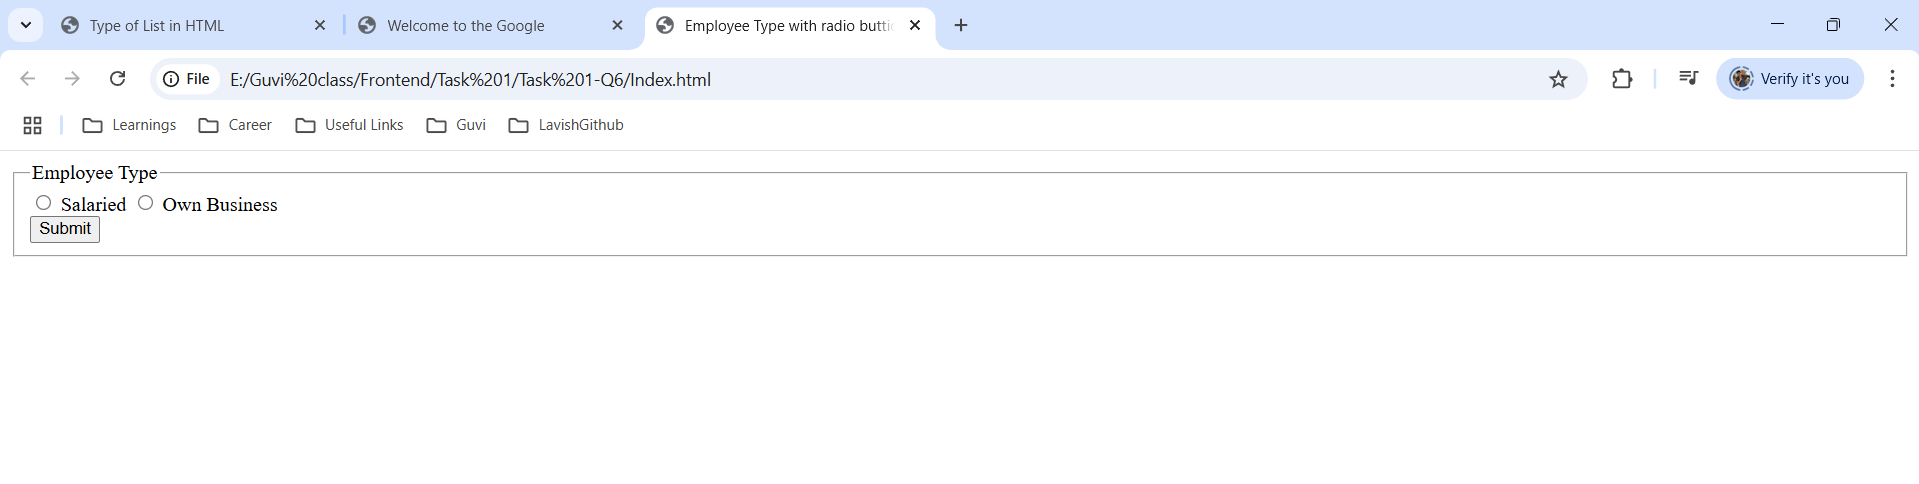 Type of List in HTML
Welcome to the Google
Employee Type with radio butti
File
E:/Guvi%20class/Frontend/Task%201/Task%201-Q6/Index.html
Verify it's you
Learnings
Career
Useful Links
Guvi
LavishGithub
Employee Type
Salaried
Own Business
Submit